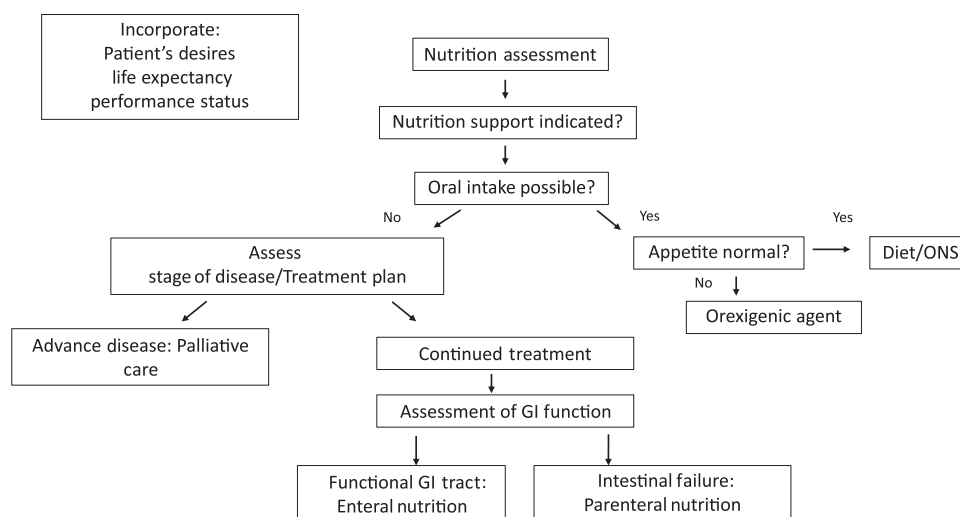 Incorporate:
Patient's desires
life expectancy
performance status
Nutrition assessment
Nutrition support indicated?
Oral intake possible?
No
Yes
Yes
Assess
stage of disease/Treatment plan
Appetite normal?
Diet/ONS
No
Orexigenic agent
Advance disease: Palliative
care
Continued treatment
Assessment of GI function
Functional GI tract:
Enteral nutrition
Intestinal failure:
Parenteral nutrition